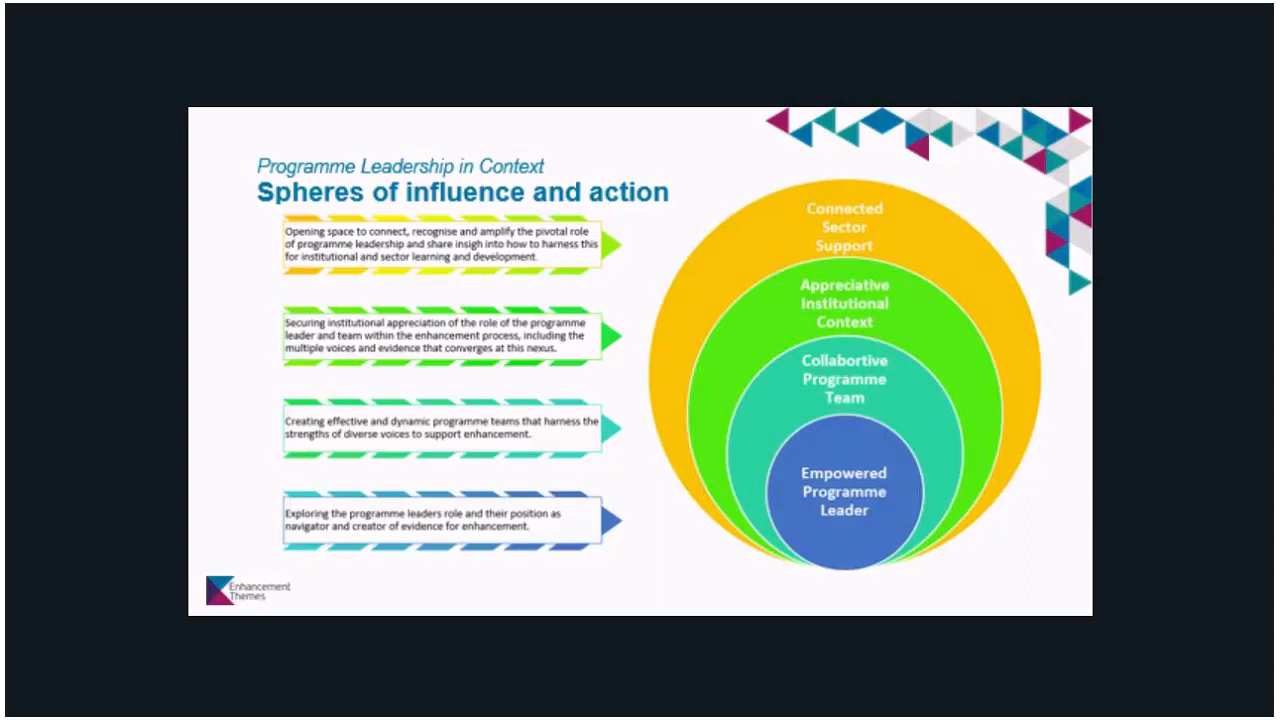 Programme Leadership in Context
Spheres of influence and action
Opening space to connect, recognise and amplify the pivotal role
of programme leadership and share insigh into how to harness this
for institutional and sector learning and development.
Securing institutional appreciation of the role of the programme
leader and team within the enhancement process, including the
multiple voices and evidence that converges at this nexus.
Creating effective and dynamic programme teams that harness the
strengths of diverse voices to support enhancement.
Exploring the programme leaders role and their position as
navigator and creator of evidence for enhancement.
Connected
Sector
Support
Appreciative
Institutional
Context
Collabortive
Programme
Team
Empowered
Programme
Leader
Enhancement
Themes